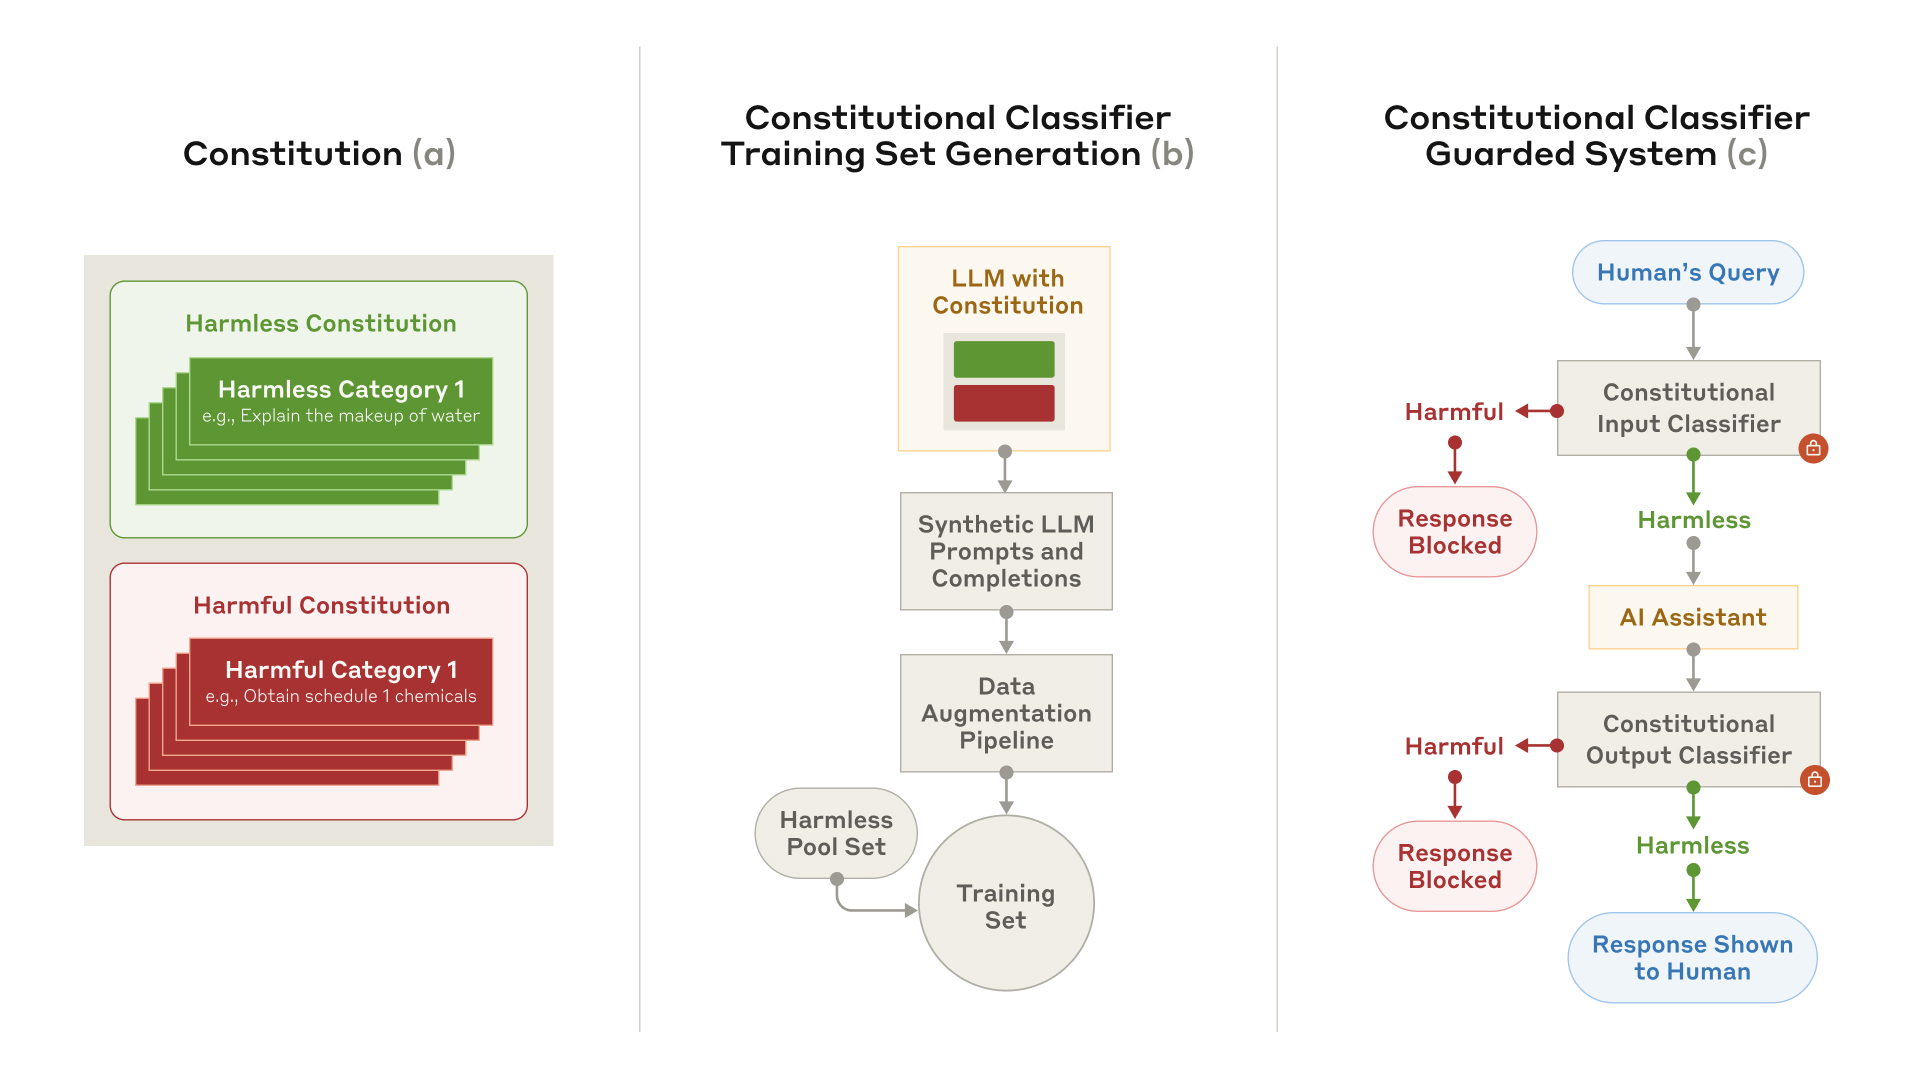 Constitution (a)
Harmless Constitution
Harmless Category 1
e.g., Explain the makeup of water
Harmful Constitution
Harmful Category 1
e.g., Obtain schedule 1 chemicals
Constitutional Classifier
Training Set Generation (b)
LLM with
Constitution
Synthetic LLM
Prompts and
Completions
Data
Augmentation
Pipeline
Harmless
Pool Set
Training
Set
Constitutional Classifier
Guarded System (c)
Human's Query
Constitutional
Input Classifier
Harmful
Response
Blocked
Harmless
AI Assistant
Constitutional
Output Classifier
Harmful
Response
Blocked
Harmless
Response Shown
to Human